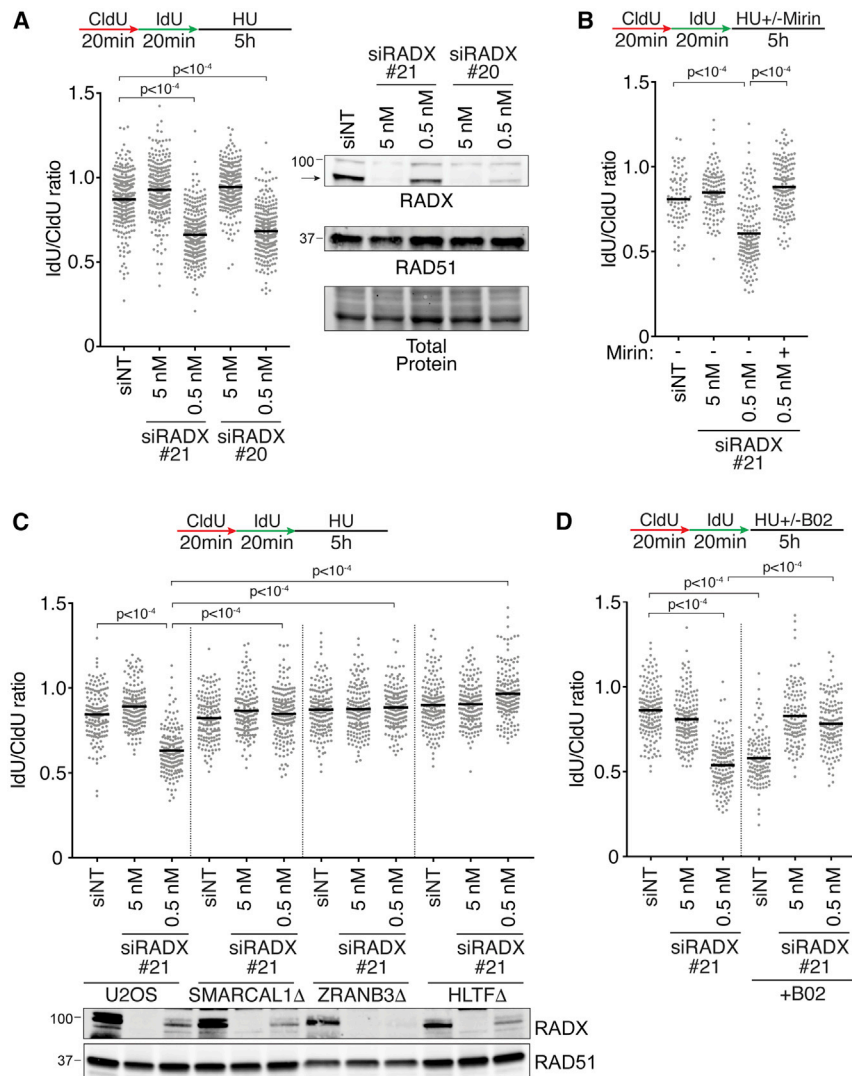 A
CldU IdU HU
20min 20min 5h
p<10-4
p<10-4
IdU/CldU ratio
1.5
1.0
0.5
0
siNT
5 nM
0.5 nM
5 nM
0.5 nM
siRADX
#21
siRADX
#20
siRADX
#21
siRADX
#20
siNT
5 nM
0.5 nM
5 nM
0.5 nM
100
RADX
37
RAD51
Total
Protein
B
CldU IdU HU+/-Mirin
20min 20min 5h
p<10-4 p<10-4
IdU/CldU ratio
1.5
1.0
0.5
0
Mirin: - - - +
siNT
5 nM
0.5 nM
0.5 nM
siRADX
#21
C
CldU IdU HU
20min 20min 5h
p<10-4
p<10-4
p<10-4 p<10-4
IdU/CldU ratio
1.5
1.0
0.5
0
siNT
5 nM
0.5 nM
siNT
5 nM
0.5 nM
siNT
5 nM
0.5 nM
siNT
5 nM
0.5 nM
siRADX
#21
siRADX
#21
siRADX
#21
siRADX
#21
U2OS SMARCAL1Δ ZRANB3Δ HLTFΔ
100
RADX
37
RAD51
D
CldU IdU HU+/-B02
20min 20min 5h
p<10-4 p<10-4
p<10-4
IdU/CldU ratio
1.5
1.0
0.5
0
siNT
5 nM
0.5 nM
siNT
5 nM
0.5 nM
siRADX
#21
siRADX
#21
+B02